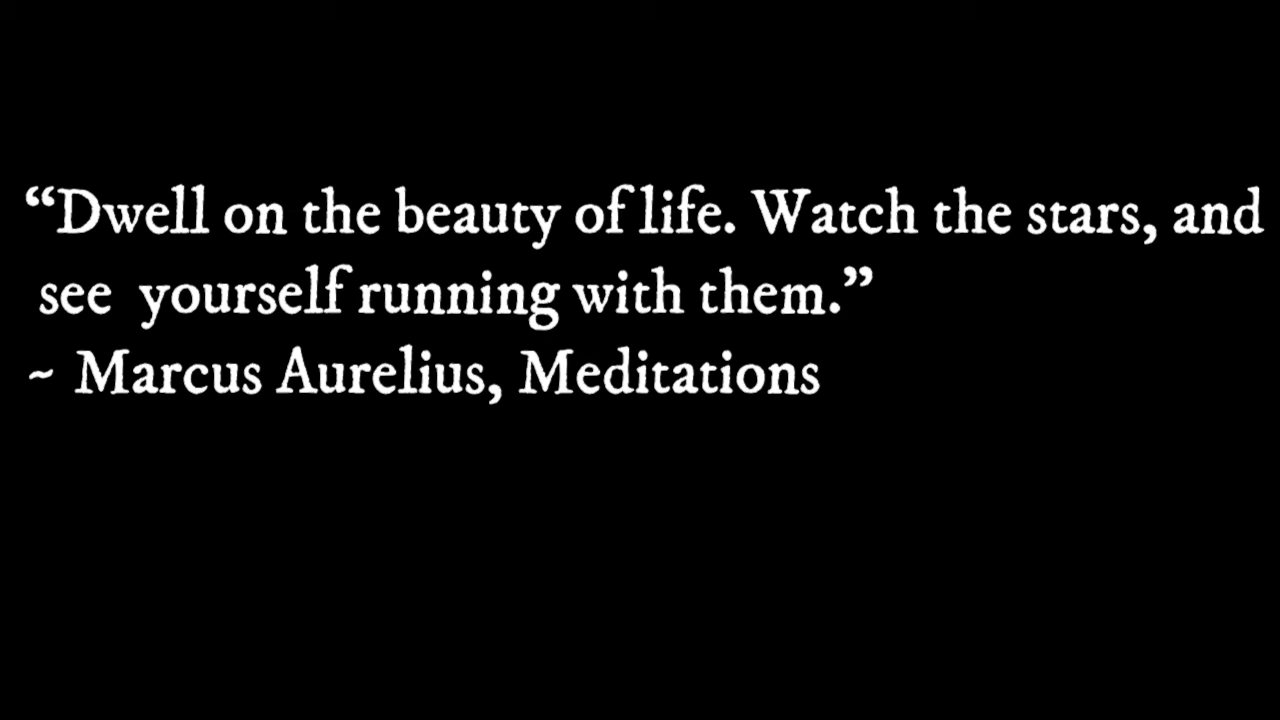 “Dwell on the beauty of life. Watch the stars, and
see yourself running with them.”
~ Marcus Aurelius, Meditations